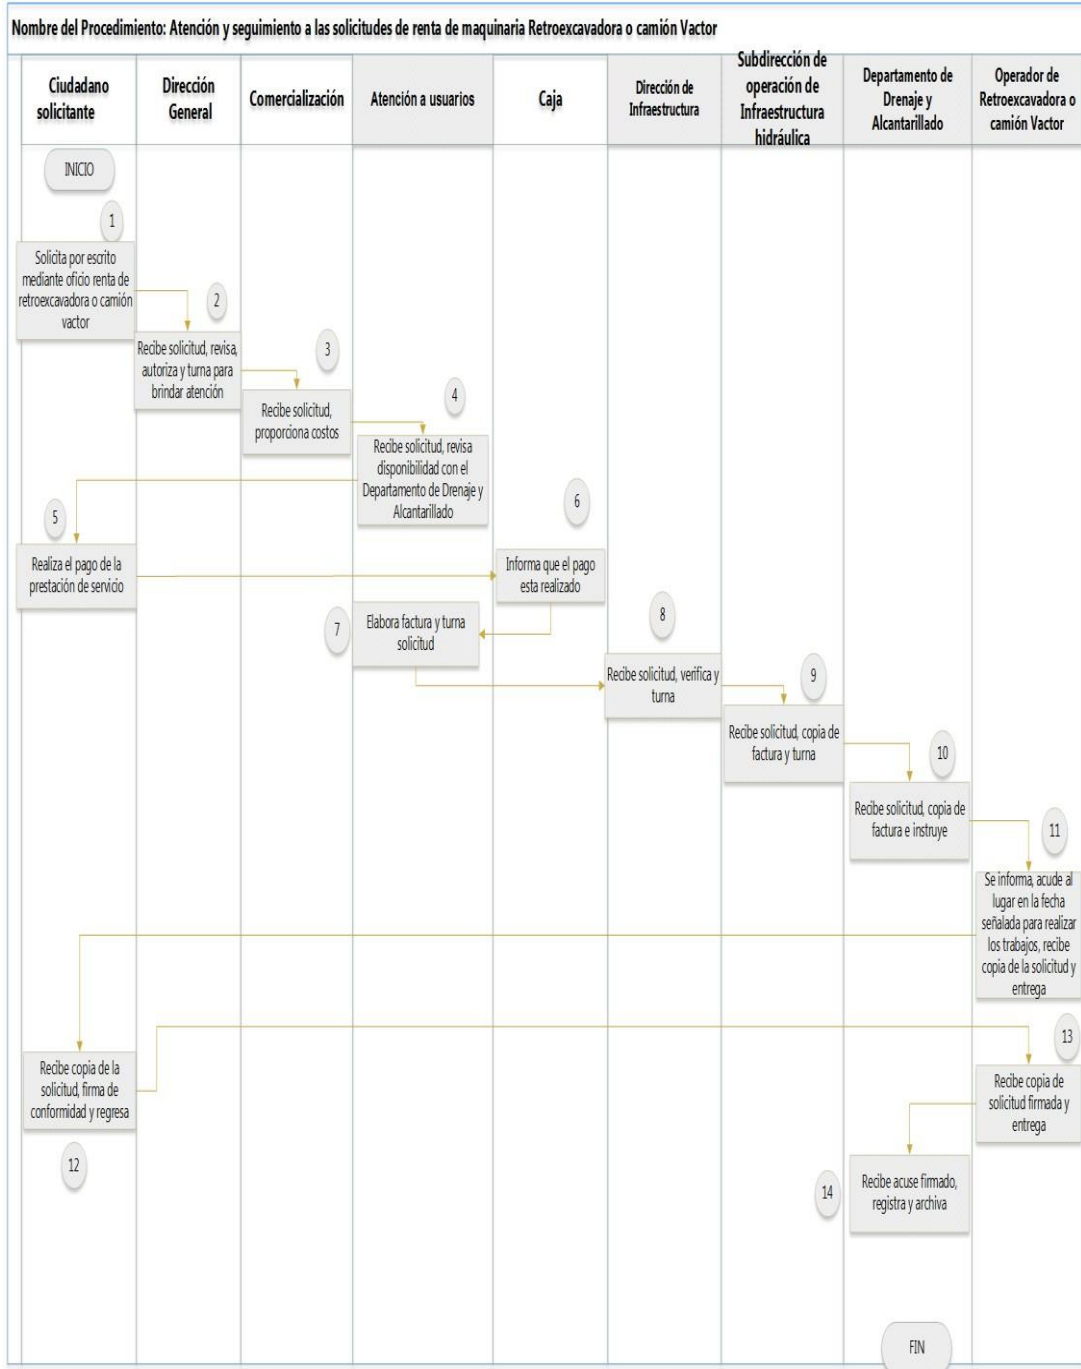 Nombre del Procedimiento: Atención y seguimiento a las solicitudes de renta de maquinaria Retroexcavadora o camión Vactor
Ciudadano
solicitante
Dirección
General
Comercialización
Atención a usuarios
Caja
Dirección de
Infraestructura
Subdirección de
operación de
Infraestructura
hidráulica
Departamento de
Drenaje y
Alcantarillado
Operador de
Retroexcavadora o
camión Vactor
INICIO
1
Solicita por escrito
mediante oficio renta de
retroexcavadora o camión
vactor
2
Recibe solicitud, revisa,
autoriza y turna para
brindar atención
3
Recibe solicitud,
proporciona costos
4
Recibe solicitud, revisa
disponibilidad con el
Departamento de Drenaje y
Alcantarillado
5
Realiza el pago de la
prestación de servicio
6
Informa que el pago
esta realizado
7
Elabora factura y turna
solicitud
8
Recibe solicitud, verifica y
turna
9
Recibe solicitud, copia de
factura y turna
10
Recibe solicitud, copia de
factura e instruye
11
Se informa, acude al
lugar en la fecha
señalada para realizar
los trabajos, recibe
copia de la solicitud y
entrega
Recibe copia de la
solicitud, firma de
conformidad y regresa
12
13
Recibe copia de
solicitud firmada y
entrega
14
Recibe acuse firmado,
registra y archiva
FIN